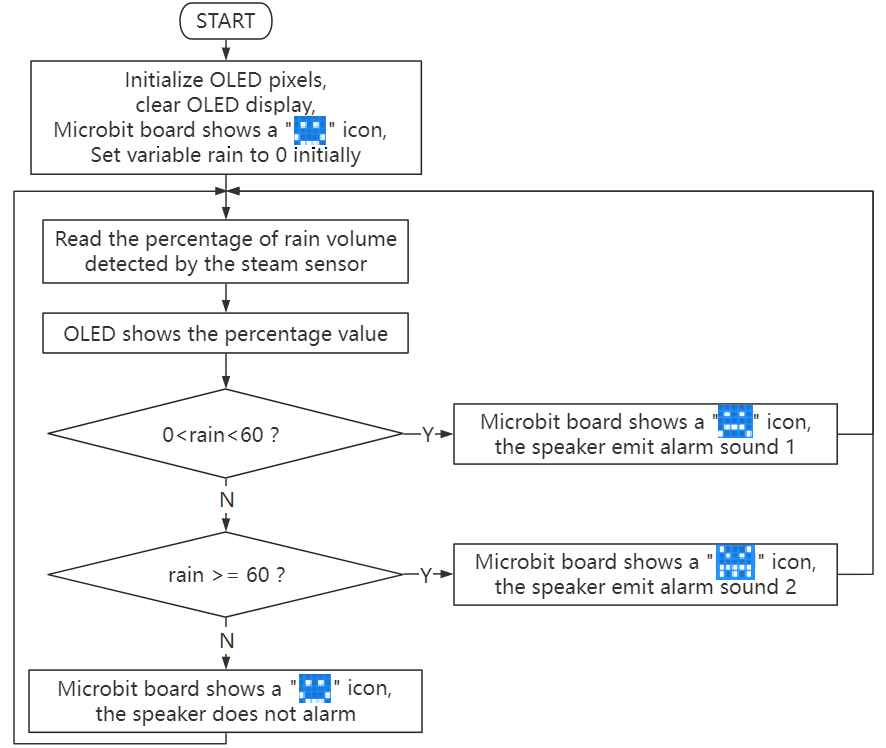 START
Initialize OLED pixels,
clear OLED display,
Microbit board shows a " " icon,
Set variable rain to 0 initially
Read the percentage of rain volume
detected by the steam sensor
OLED shows the percentage value
0<rain<60 ?
Y
Microbit board shows a " " icon,
the speaker emit alarm sound 1
N
rain >= 60 ?
Y
Microbit board shows a " " icon,
the speaker emit alarm sound 2
N
Microbit board shows a " " icon,
the speaker does not alarm